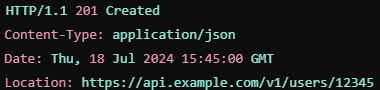 HTTP/1.1 201 Created
Content-Type: application/json
Date: Thu, 18 Jul 2024 15:45:00 GMT
Location: https://api.example.com/v1/users/12345